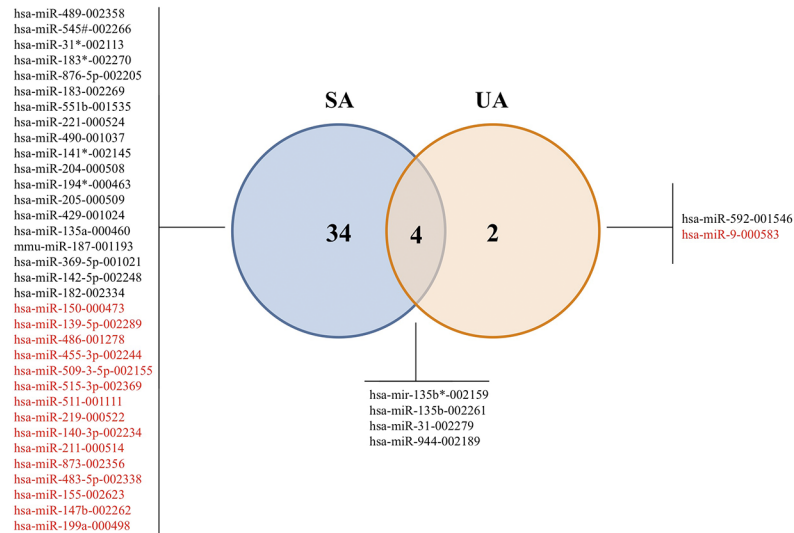 hsa-miR-489-002358
hsa-miR-545#-002266
hsa-miR-31*-002113
hsa-miR-183*-002270
hsa-miR-876-5p-002205
hsa-miR-183-002269
hsa-miR-551b-001535
hsa-miR-221-000524
hsa-miR-490-001037
hsa-miR-141*-002145
hsa-miR-204-000508
hsa-miR-194*-000463
hsa-miR-205-000509
hsa-miR-429-001024
hsa-miR-135a-000460
mmu-miR-187-001193
hsa-miR-369-5p-001021
hsa-miR-142-5p-002248
hsa-miR-182-002334
hsa-miR-150-000473
hsa-miR-139-5p-002289
hsa-miR-486-001278
hsa-miR-455-3p-002244
hsa-miR-509-3-5p-002155
hsa-miR-515-3p-002369
hsa-miR-511-001111
hsa-miR-219-000522
hsa-miR-140-3p-002234
hsa-miR-211-000514
hsa-miR-873-002356
hsa-miR-483-5p-002338
hsa-miR-155-002623
hsa-miR-147b-002262
hsa-miR-199a-000498
SA
UA
34
4
2
hsa-mir-135b*-002159
hsa-miR-135b-002261
hsa-miR-31-002279
hsa-miR-944-002189
hsa-miR-592-001546
hsa-miR-9-000583